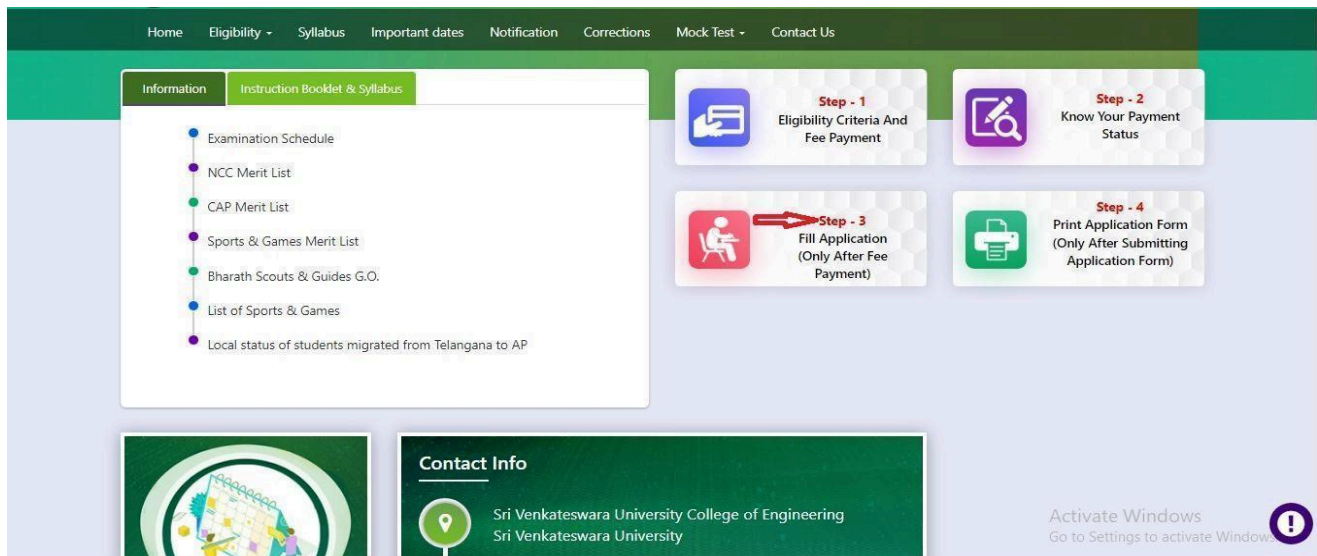 Home Eligibility Syllabus Important dates Notification Corrections Mock Test Contact Us
Information Instruction Booklet & Syllabus
Examination Schedule
NCC Merit List
CAP Merit List
Sports & Games Merit List
Bharath Scouts & Guides G.O.
List of Sports & Games
Local status of students migrated from Telangana to AP
Step - 1
Eligibility Criteria And
Fee Payment
Step - 2
Know Your Payment
Status
Step - 3
Fill Application
(Only After Fee
Payment)
Step - 4
Print Application Form
(Only After Submitting
Application Form)
Contact Info
Sri Venkateswara University College of Engineering
Sri Venkateswara University
Activate Windows
Go to Settings to activate Windows